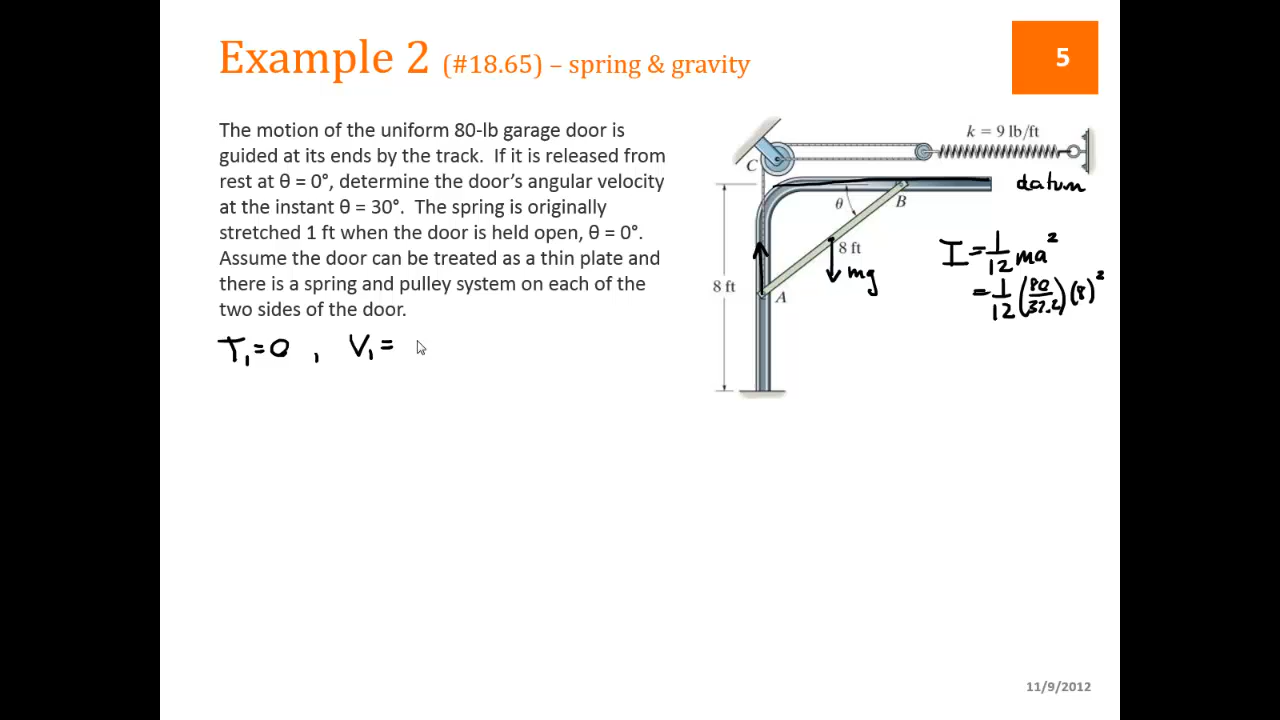 Example 2 (#18.65) – spring & gravity
5
The motion of the uniform 80-lb garage door is
guided at its ends by the track. If it is released from
rest at θ = 0°, determine the door's angular velocity
at the instant θ = 30°. The spring is originally
stretched 1 ft when the door is held open, θ = 0°.
Assume the door can be treated as a thin plate and
there is a spring and pulley system on each of the
two sides of the door.
T₁=0 , V₁=
k = 9 lb/ft
C
datum
θ
B
8 ft
mg
8 ft
A
I = 1/12 ma²
= 1/12 (80/32.2) (8)²
11/9/2012